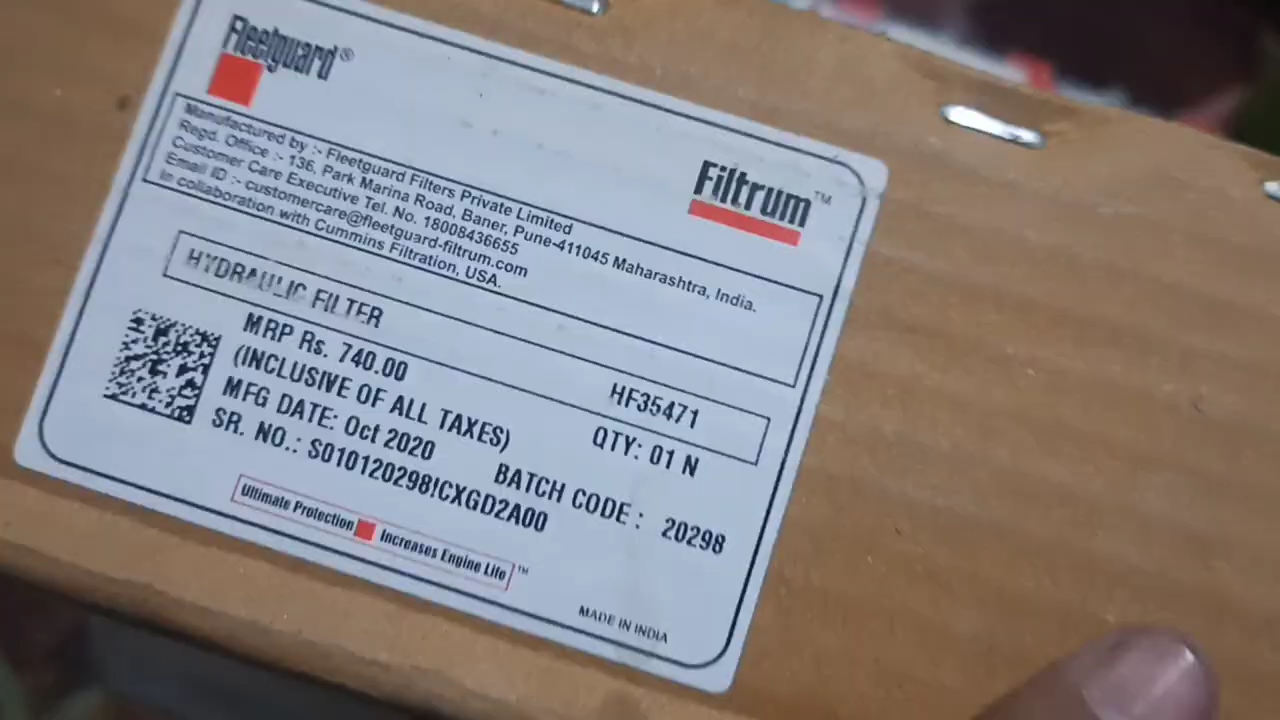 Fleetguard®
Filtrum™
Manufactured by :- Fleetguard Filters Private Limited
Regd. Office :- 136, Park Marina Road, Baner, Pune-411045 Maharashtra, India.
Customer Care Executive Tel. No. 18008436655
Email ID :- customercare@fleetguard-filtrum.com
In collaboration with Cummins Filtration, USA.
HYDRAULIC FILTER HF35471
MRP Rs. 740.00 QTY: 01 N
(INCLUSIVE OF ALL TAXES)
MFG DATE: Oct 2020 BATCH CODE: 20298
SR. NO.: S010120298!CXGD2A00
Ultimate Protection Increases Engine Life™
MADE IN INDIA